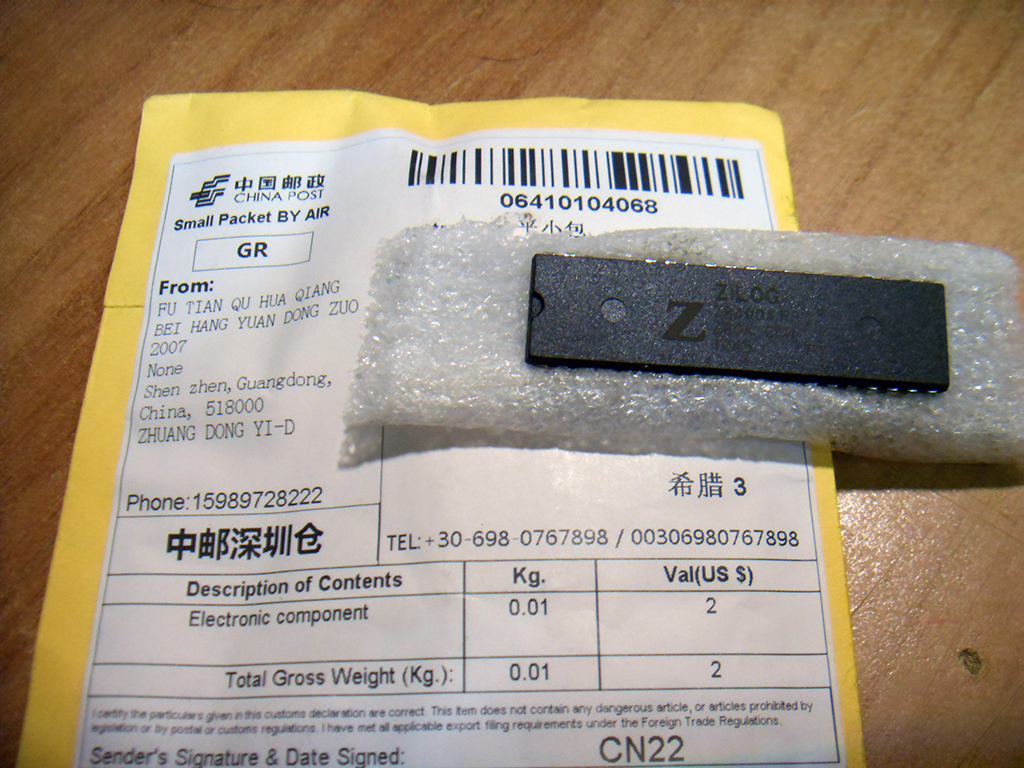 中国邮政
CHINA POST
Small Packet BY AIR
GR
06410104068
平小包
From:
FU TIAN QU HUA QIANG
BEI HANG YUAN DONG ZUO
2007
None
Shen zhen, Guangdong,
China, 518000
ZHUANG DONG YI-D
Phone:15989728222
中邮深圳仓
Z
ZILOG
希腊 3
TEL:+30-698-0767898 / 00306980767898
Description of Contents Kg. Val(US $)
Electronic component 0.01 2
Total Gross Weight (Kg.): 0.01 2
I certify the particulars given in this customs declaration are correct. This item does not contain any dangerous article, or articles prohibited by
legislation or by postal or customs regulations. I have met all applicable export filing requirements under the Foreign Trade Regulations.
Sender's Signature & Date Signed: CN22